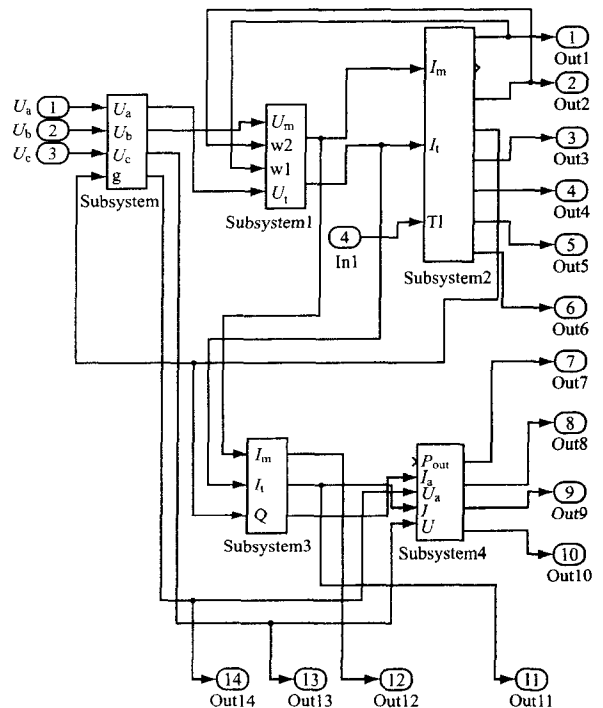 1
Out1
2
Out2
3
Out3
4
Out4
5
Out5
6
Out6
7
Out7
8
Out8
9
Out9
10
Out10
Ua 1
Ub 2
Uc 3
Ua
Ub
Uc
g
Subsystem
Um
w2
w1
Ut
Subsystem1
Im
It
T1
Subsystem2
4
In1
Im
It
Q
Subsystem3
Pout
Ia
Ua
J
U
Subsystem4
14
Out14
13
Out13
12
Out12
11
Out11